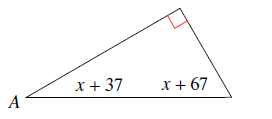 x + 37 x + 67
A